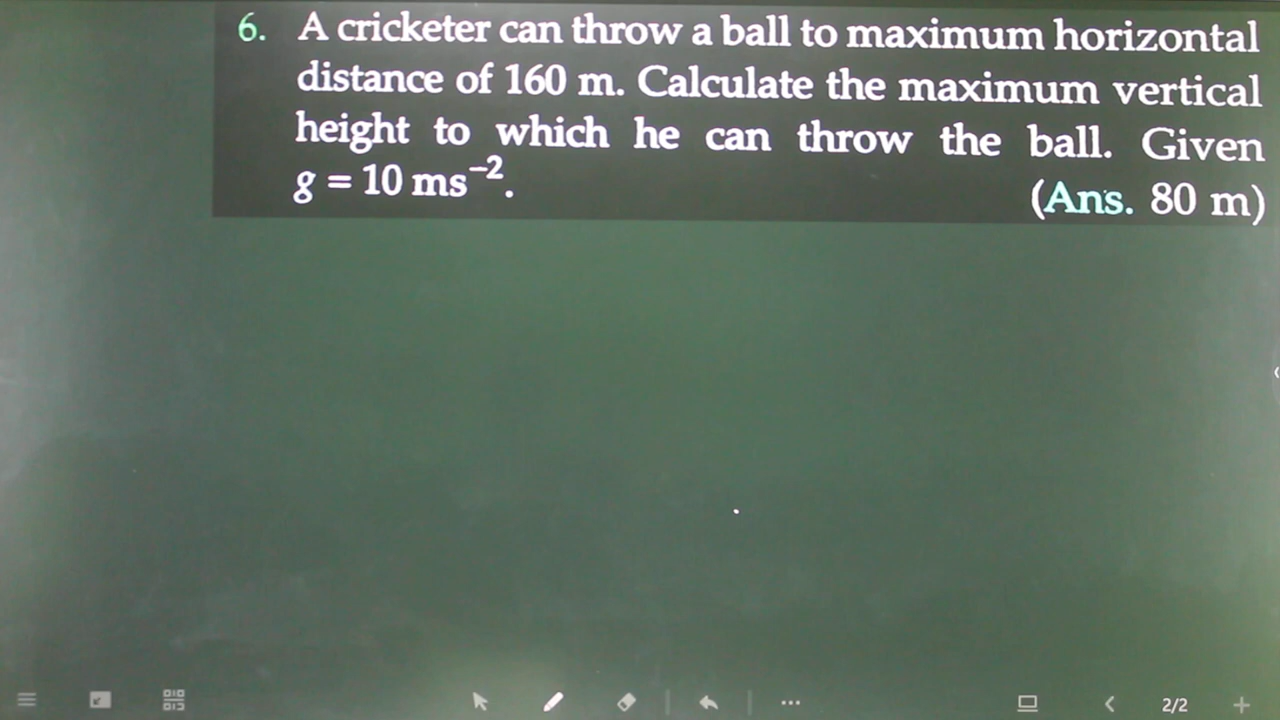 6. A cricketer can throw a ball to maximum horizontal
distance of 160 m. Calculate the maximum vertical
height to which he can throw the ball. Given
g = 10 ms⁻².
(Ans. 80 m)
2/2